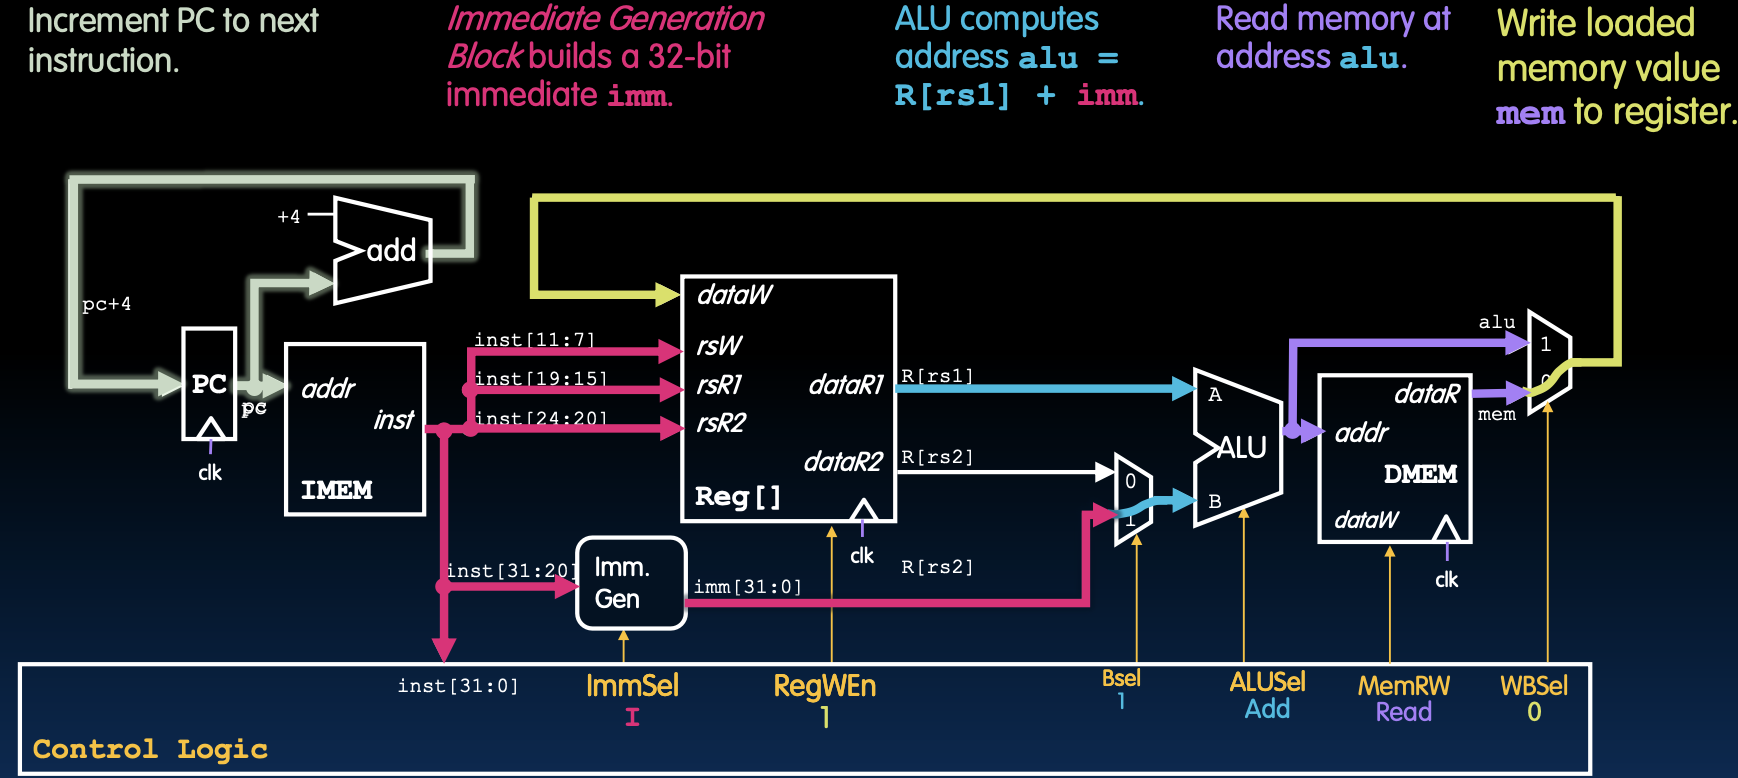 Increment PC to next
instruction.
Immediate Generation
Block builds a 32-bit
immediate imm.
ALU computes
address alu =
R[rs1] + imm.
Read memory at
address alu.
Write loaded
memory value
mem to register.
+4
add
pc+4
PC
clk
pc
addr
inst
IMEM
inst[11:7]
inst[19:15]
inst[24:20]
dataW
rsW
rsR1
rsR2
dataR1
dataR2
Reg[]
clk
R[rs1]
R[rs2]
R[rs2]
inst[31:20]
Imm.
Gen
imm[31:0]
0
1
A
B
ALU
addr
dataR
DMEM
dataW
clk
alu
mem
1
0
inst[31:0]
ImmSel
I
RegWEn
1
Bsel
1
ALUSel
Add
MemRW
Read
WBSel
0
Control Logic